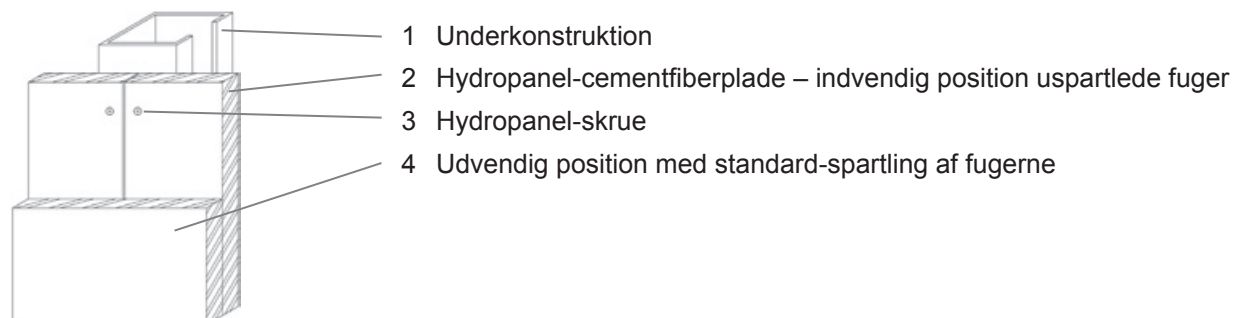 1 Underkonstruktion
2 Hydropanel-cementfiberplade – indvendig position uspartlede fuger
3 Hydropanel-skrue
4 Udvendig position med standard-spartling af fugerne